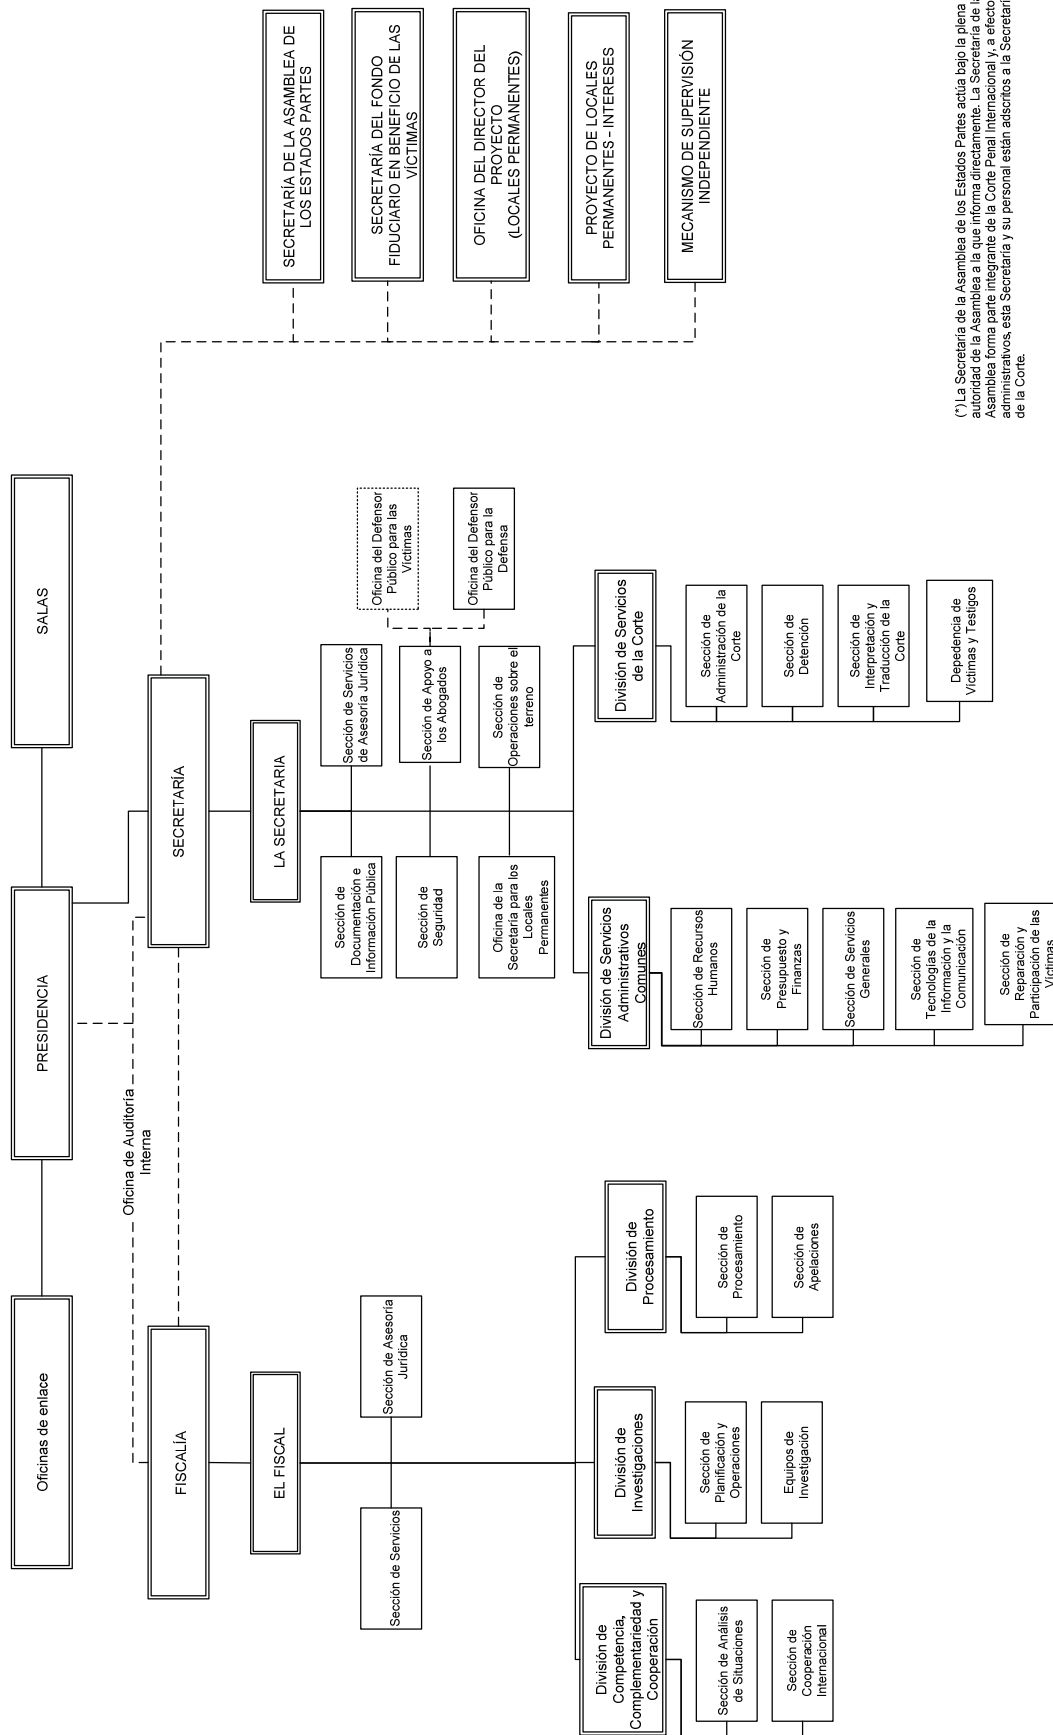 Oficinas de enlace
PRESIDENCIA
SALAS
Oficina de Auditoría
Interna
FISCALÍA
SECRETARÍA
EL FISCAL
LA SECRETARIA
Sección de Servicios
Sección de Asesoría
Jurídica
División de
Competencia,
Complementariedad y
Cooperación
Sección de Análisis
de Situaciones
Sección de
Cooperación
Internacional
División de
Investigaciones
Sección de
Planificación y
Operaciones
Equipos de
Investigación
División de
Procesamiento
Sección de
Procesamiento
Sección de
Apelaciones
Sección de
Documentación e
Información Pública
Sección de Servicios
de Asesoría Jurídica
Sección de
Seguridad
Sección de Apoyo a
los Abogados
Oficina del Defensor
Público para las
Víctimas
Oficina del Defensor
Público para la
Defensa
Oficina de la
Secretaría para los
Locales
Permanentes
Sección de
Operaciones sobre el
terreno
División de Servicios
Administrativos
Comunes
Sección de Recursos
Humanos
Sección de
Presupuesto y
Finanzas
Sección de Servicios
Generales
Sección de
Tecnologías de la
Información y la
Comunicación
Sección de
Reparación y
Participación de las
Víctimas
División de Servicios
de la Corte
Sección de
Administración de la
Corte
Sección de
Detención
Sección de
Interpretación y
Traducción de la
Corte
Depedencia de
Víctimas y Testigos
SECRETARÍA DE LA ASAMBLEA DE
LOS ESTADOS PARTES
SECRETARÍA DEL FONDO
FIDUCIARIO EN BENEFICIO DE LAS
VÍCTIMAS
OFICINA DEL DIRECTOR DEL
PROYECTO
(LOCALES PERMANENTES)
PROYECTO DE LOCALES
PERMANENTES - INTERESES
MECANISMO DE SUPERVISIÓN
INDEPENDIENTE
(*) La Secretaría de la Asamblea de los Estados Partes actúa bajo la plena
autoridad de la Asamblea a la que informa directamente. La Secretaría de la
Asamblea forma parte integrante de la Corte Penal Internacional y, a efectos
administrativos, esta Secretaría y su personal están adscritos a la Secretaría
de la Corte.